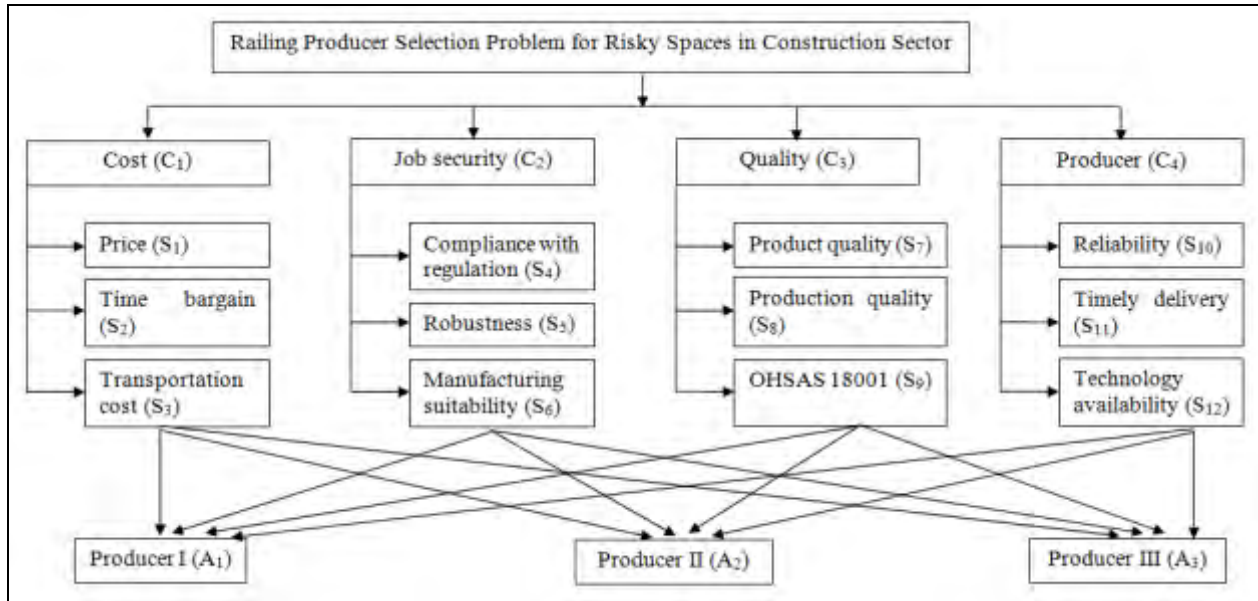 Railing Producer Selection Problem for Risky Spaces in Construction Sector
Cost (C₁)
Job security (C₂)
Quality (C₃)
Producer (C₄)
Price (S₁)
Time bargain
(S₂)
Transportation
cost (S₃)
Compliance with
regulation (S₄)
Robustness (S₅)
Manufacturing
suitability (S₆)
Product quality (S₇)
Production quality
(S₈)
OHSAS 18001 (S₉)
Reliability (S₁₀)
Timely delivery
(S₁₁)
Technology
availability (S₁₂)
Producer I (A₁)
Producer II (A₂)
Producer III (A₃)